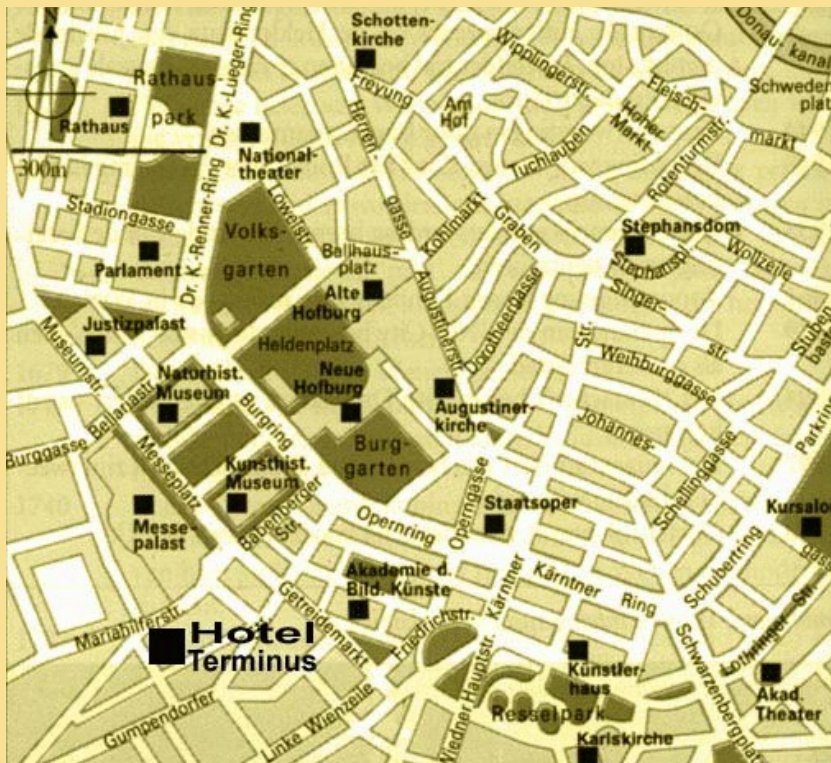 N
Schotten-
kirche
Donau-
kanal
Rathaus-
park
Rathaus
300m
Dr. K.-Lueger-Ring
Freyung
Wipplingerstr.
Fleisch-
markt
Am
Hof
Hoher
Markt
National-
theater
Herren-
gasse
Tuchlauben
Rotenturmstr.
Stadiongasse
Dr. K.-Renner-Ring
Volks-
garten
Löwelstr.
Kohlmarkt
Graben
Stephansdom
Stephanspl.
Wollzeile
Parlament
Ballhaus-
platz
Alte
Hofburg
Augustinerstr.
Dorotheergasse
Singer-
str.
Justizpalast
Museumstr.
Heldenplatz
Neue
Hofburg
Str.
Weihburggasse
Naturhist.
Museum
Bellariastr.
Burggasse
Burgring
Augustiner-
kirche
Johannes-
Parkring
Burg-
garten
Messeplatz
Kunsthist.
Museum
Babenberger
Str.
Messe-
palast
Opernring
Operngasse
Staatsoper
Schellinggasse
Schubertring
Akademie d.
Bild. Künste
Getreidemarkt
Kärntner
Kärntner Ring
Mariahilferstr.
Hotel
Terminus
Friedrichstr.
Wiedner Hauptstr.
Künstler-
haus
Schwarzenbergplatz
Lothringer Str.
Akad.
Theater
Gumpendorfer
Linke Wienzeile
Resselpark
Karlskirche